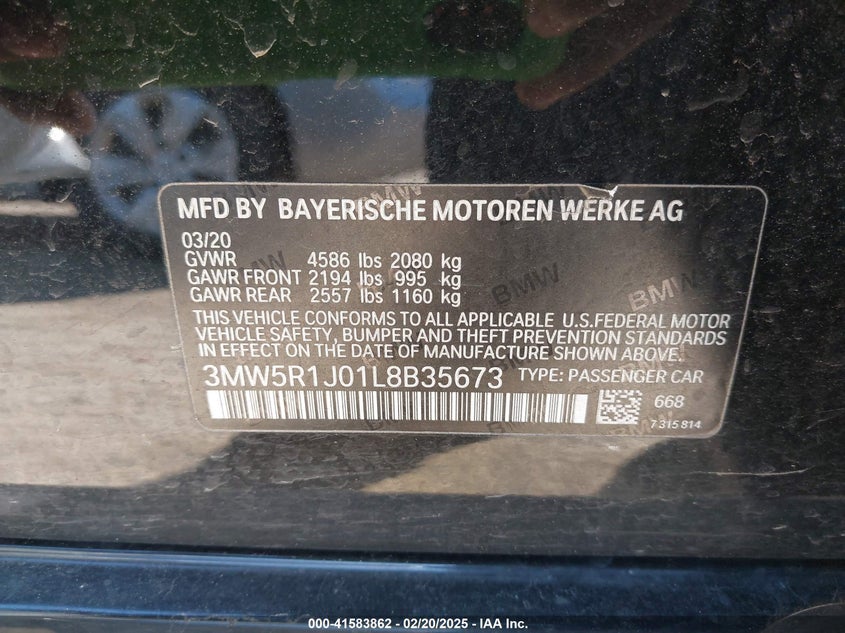 MFD BY BAYERISCHE MOTOREN WERKE AG
03/20
GVWR 4586 lbs 2080 kg
GAWR FRONT 2194 lbs 995 kg
GAWR REAR 2557 lbs 1160 kg
THIS VEHICLE CONFORMS TO ALL APPLICABLE U.S.FEDERAL MOTOR
VEHICLE SAFETY, BUMPER AND THEFT PREVENTION STANDARDS
IN EFFECT ON THE DATE OF MANUFACTURE SHOWN ABOVE.
3MW5R1J01L8B35673 TYPE: PASSENGER CAR
668
7 315 814
000-41583862 - 02/20/2025 - IAA Inc.